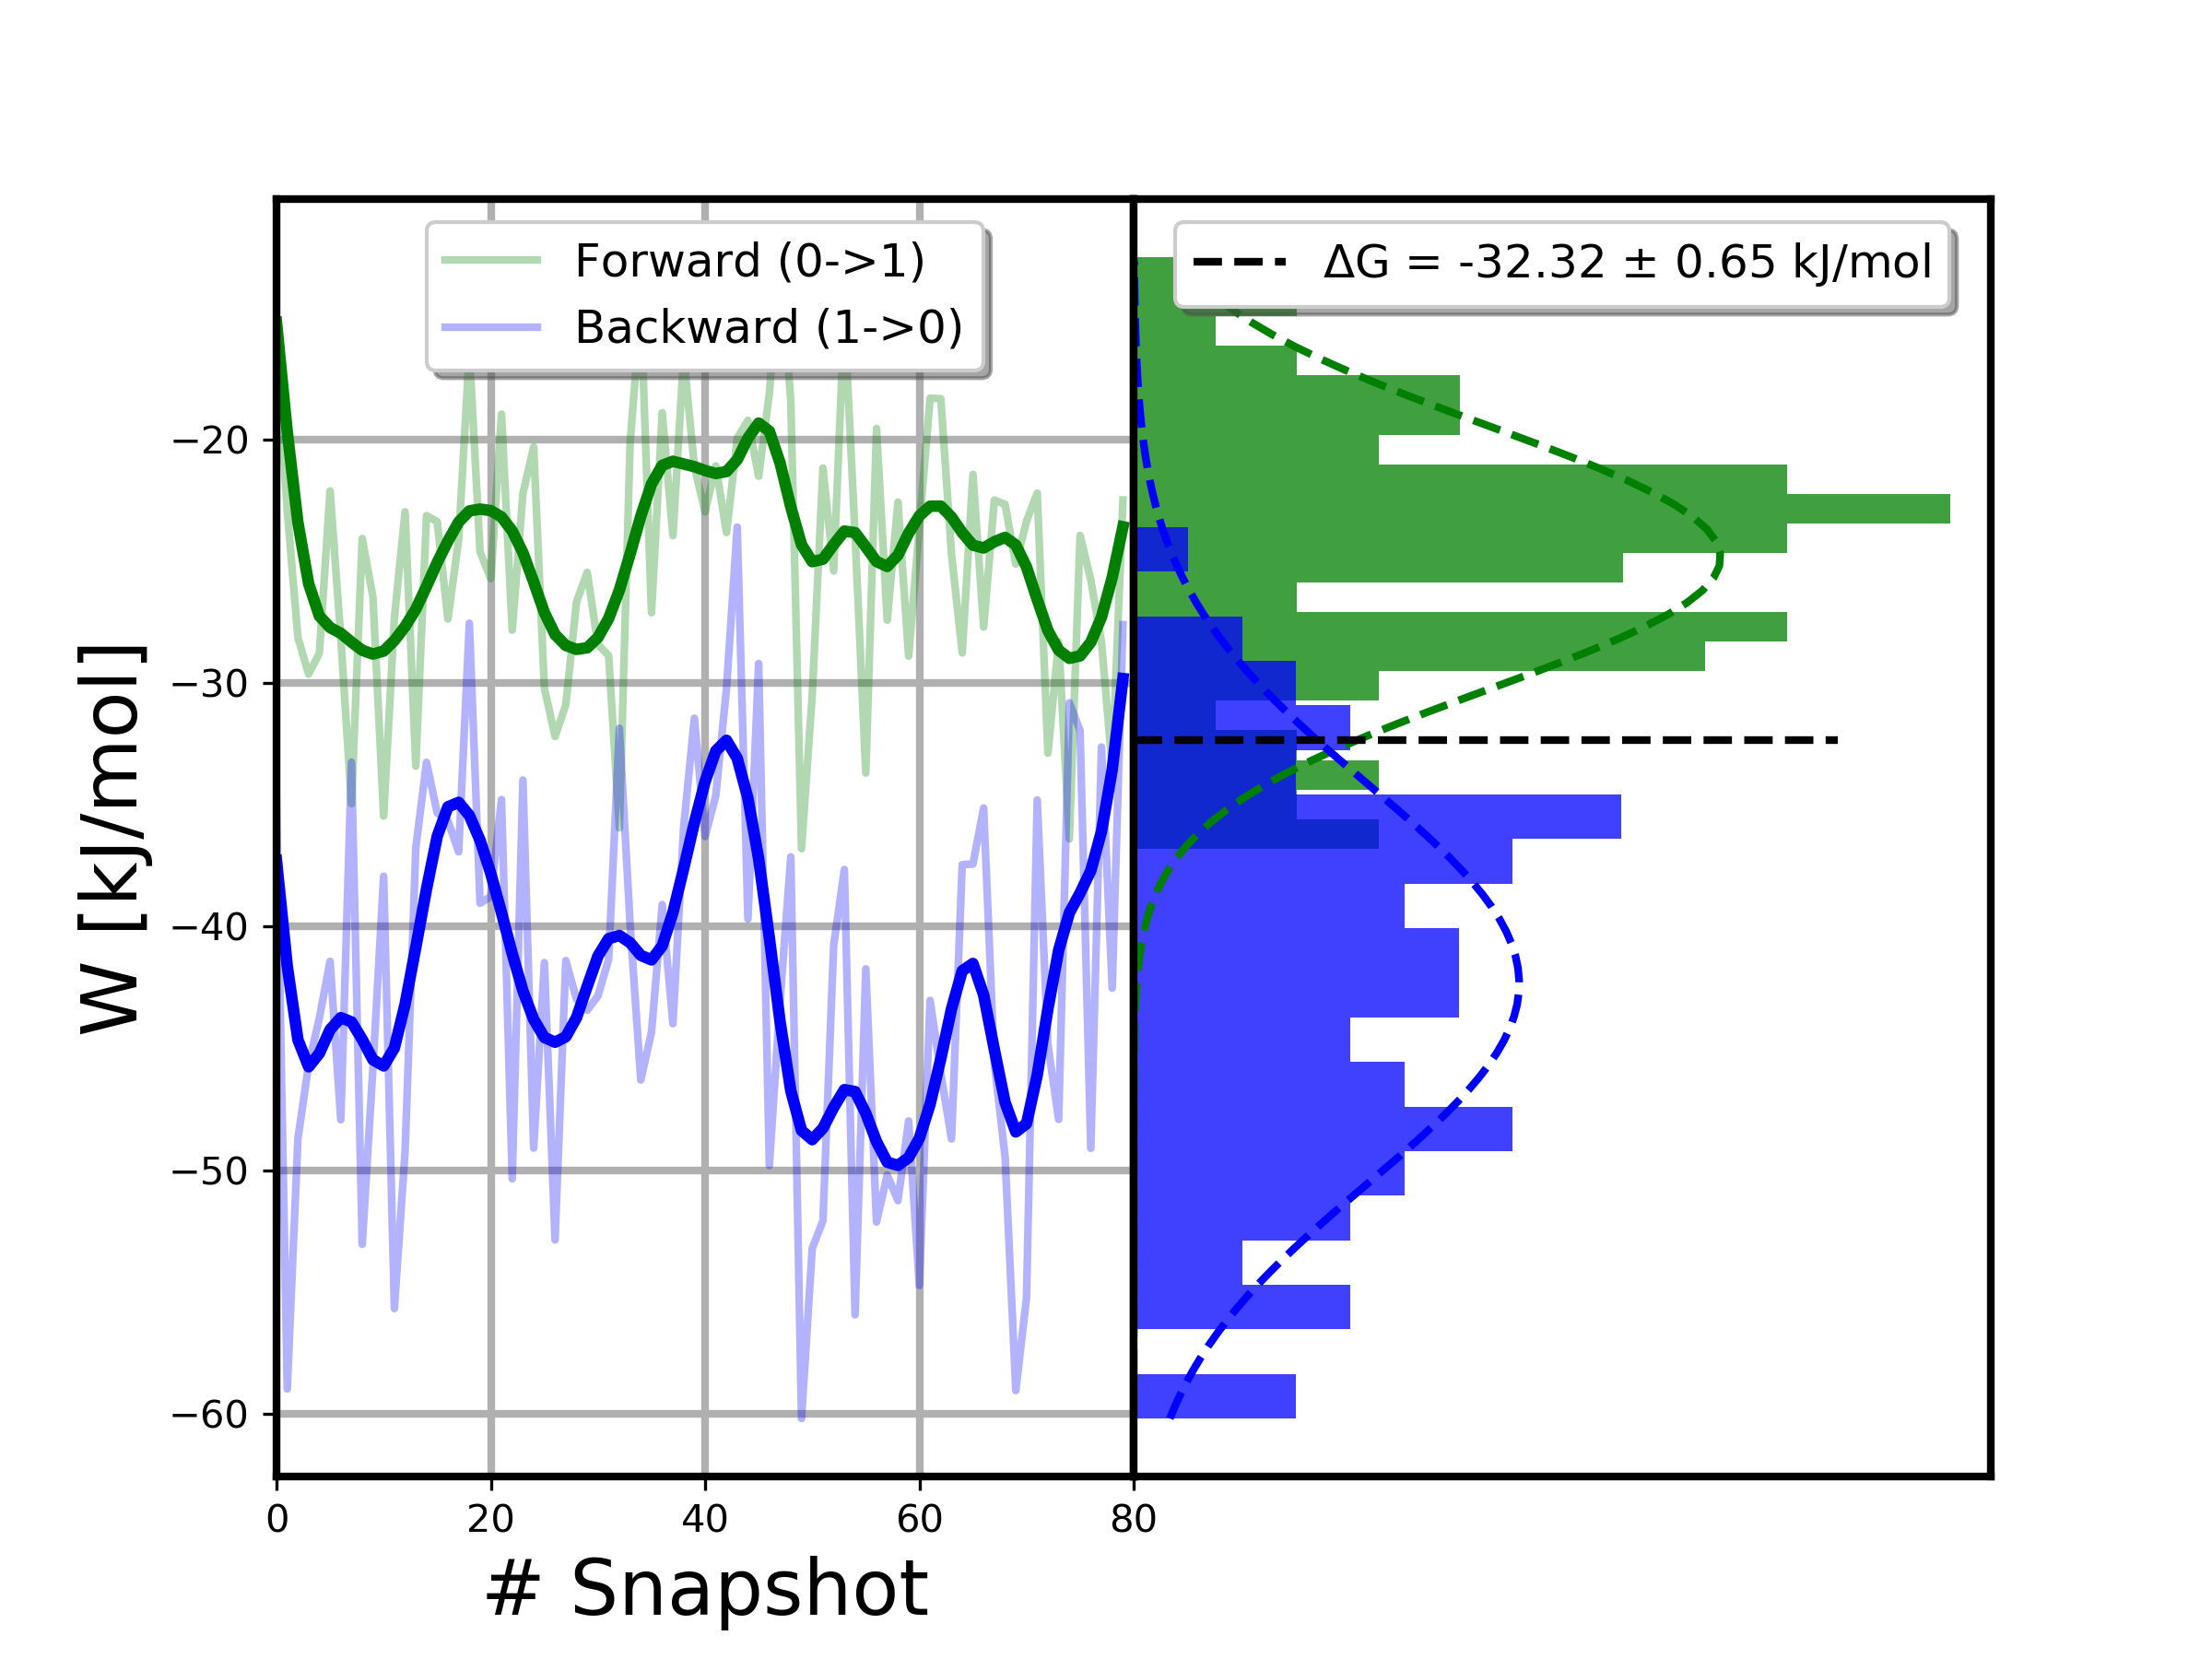 Forward (0->1)
Backward (1->0)
ΔG = -32.32 ± 0.65 kJ/mol
W [kJ/mol]
−20
−30
−40
−50
−60
0 20 40 60 80
# Snapshot